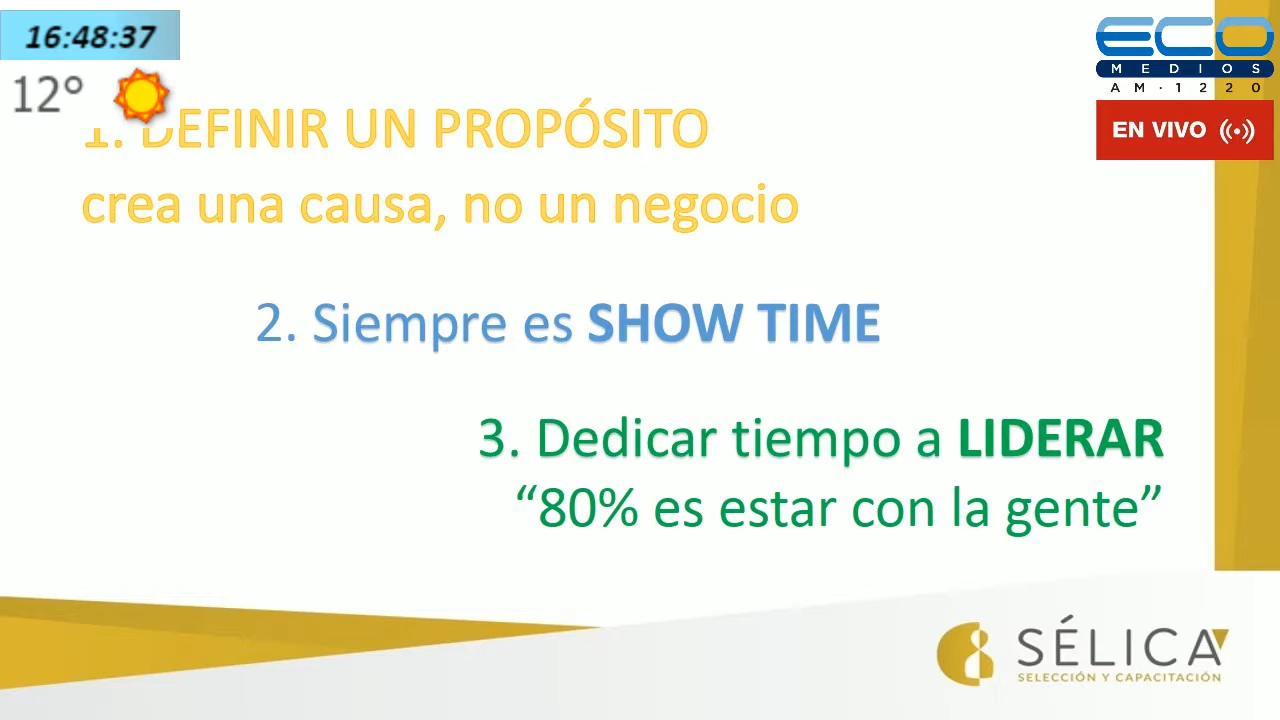 16:48:37
12°
ECO
MEDIOS
AM·1220
EN VIVO
1. DEFINIR UN PROPÓSITO
crea una causa, no un negocio
2. Siempre es SHOW TIME
3. Dedicar tiempo a LIDERAR
“80% es estar con la gente”
SÉLICA
SELECCIÓN Y CAPACITACIÓN